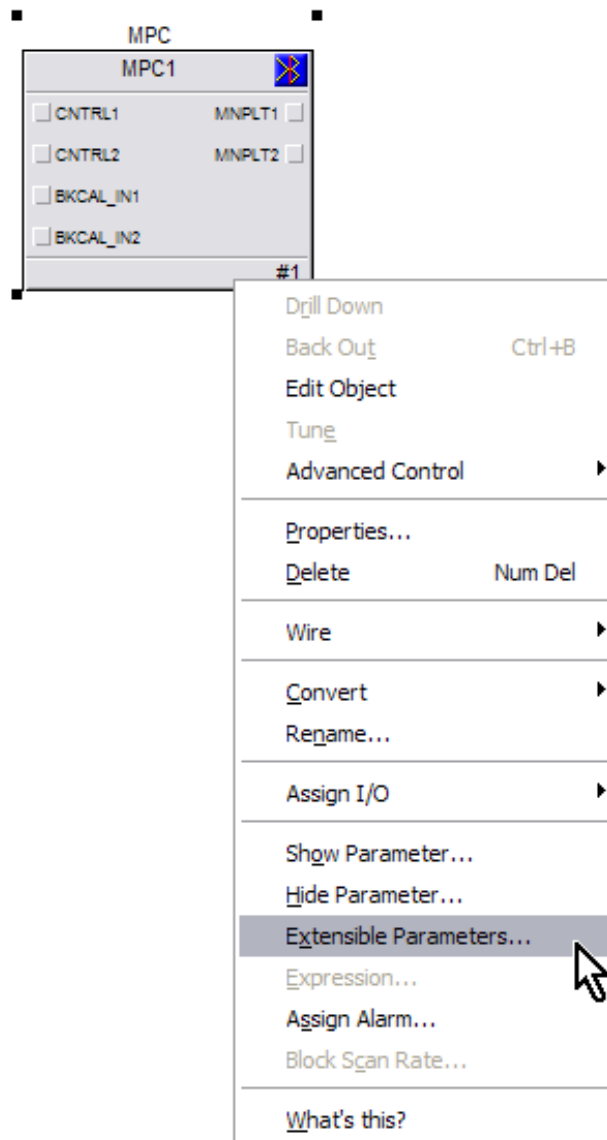 MPC
MPC1
CNTRL1 MNPLT1
CNTRL2 MNPLT2
BKCAL_IN1
BKCAL_IN2
#1
Drill Down
Back Out Ctrl+B
Edit Object
Tune
Advanced Control
Properties...
Delete Num Del
Wire
Convert
Rename...
Assign I/O
Show Parameter...
Hide Parameter...
Extensible Parameters...
Expression...
Assign Alarm...
Block Scan Rate...
What's this?